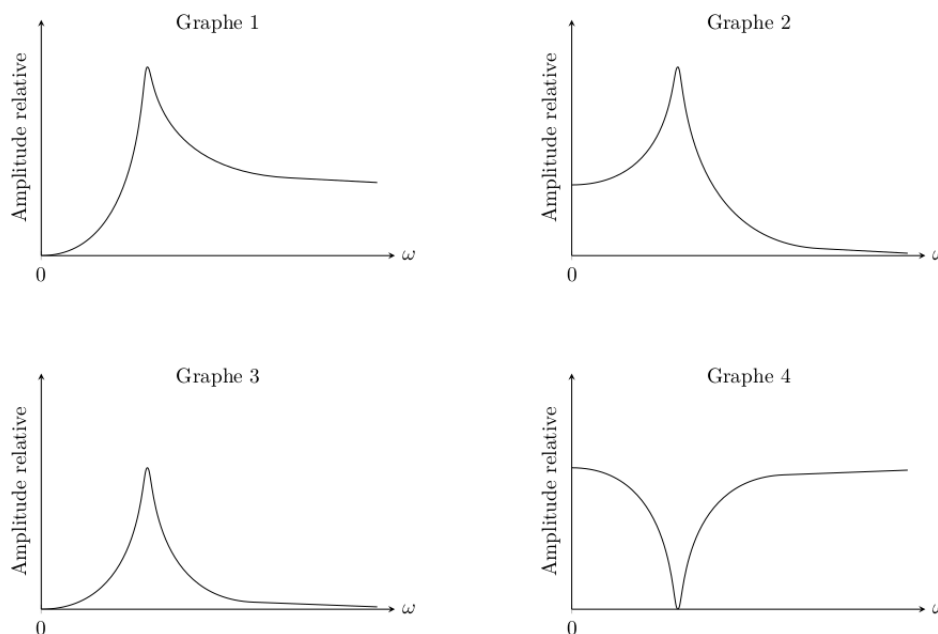 Graphe 1
Amplitude relative
ω
0
Graphe 2
Amplitude relative
ω
0
Graphe 3
Amplitude relative
ω
0
Graphe 4
Amplitude relative
ω
0